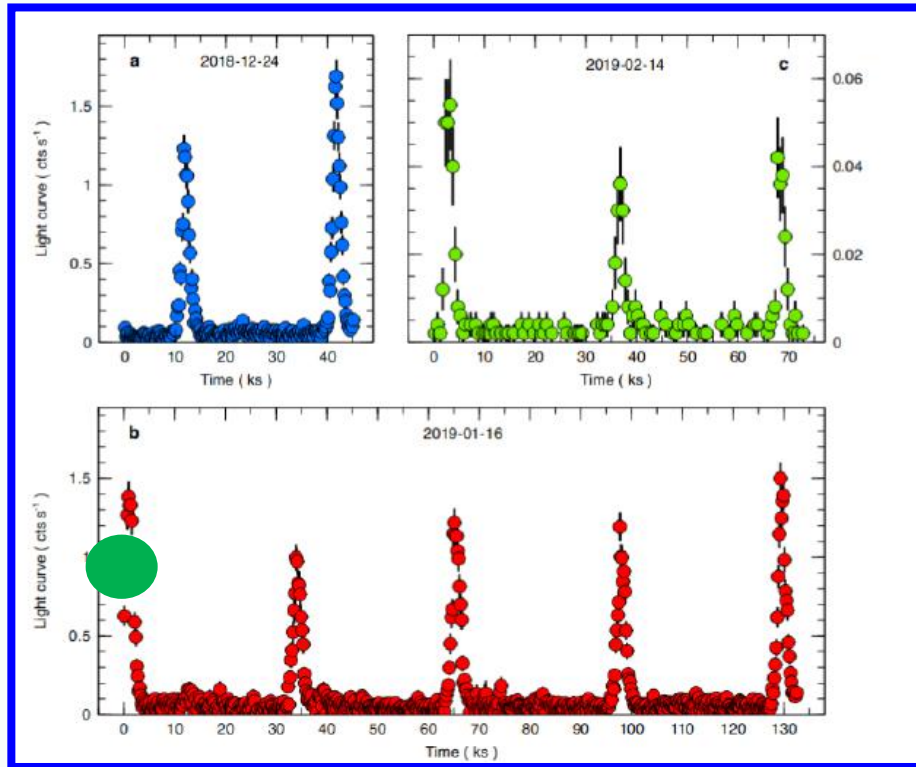 a
2018-12-24
Light curve ( cts s⁻¹ )
1.5
1
0.5
0
0 10 20 30 40
Time ( ks )
2019-02-14
c
0.06
0.04
0.02
0
0 10 20 30 40 50 60 70
Time ( ks )
b
2019-01-16
Light curve ( cts s⁻¹ )
1.5
0.5
0
0 10 20 30 40 50 60 70 80 90 100 110 120 130
Time ( ks )